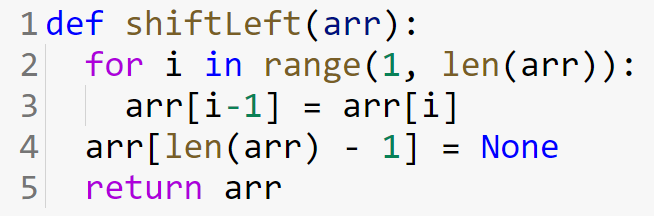 1 def shiftLeft(arr):
2   for i in range(1, len(arr)):
3     arr[i-1] = arr[i]
4   arr[len(arr) - 1] = None
5   return arr